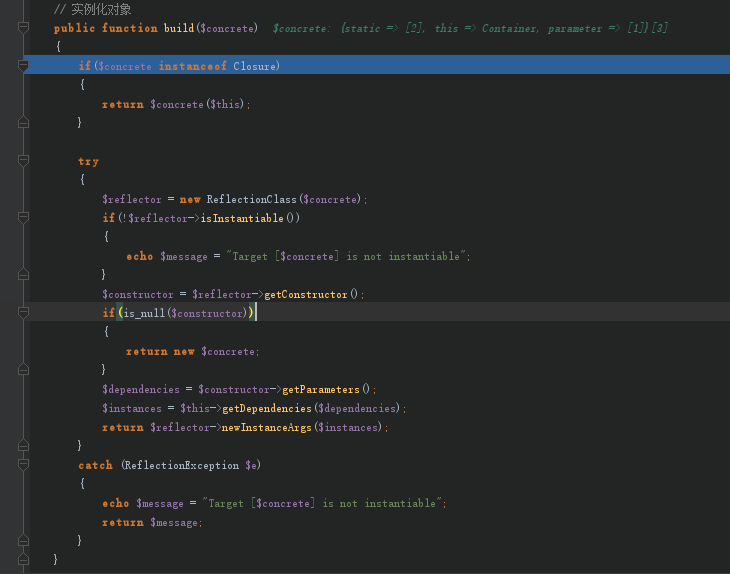 // 实例化对象
public function build($concrete)  $concrete: {static => [2], this => Container, parameter => [1]}[3]
{
if($concrete instanceof Closure)
{
return $concrete($this);
}
try
{
$reflector = new ReflectionClass($concrete);
if(!$reflector->isInstantiable())
{
echo $message = "Target [$concrete] is not instantiable";
}
$constructor = $reflector->getConstructor();
if(is_null($constructor))
{
return new $concrete;
}
$dependencies = $constructor->getParameters();
$instances = $this->getDependencies($dependencies);
return $reflector->newInstanceArgs($instances);
}
catch (ReflectionException $e)
{
echo $message = "Target [$concrete] is not instantiable";
return $message;
}
}